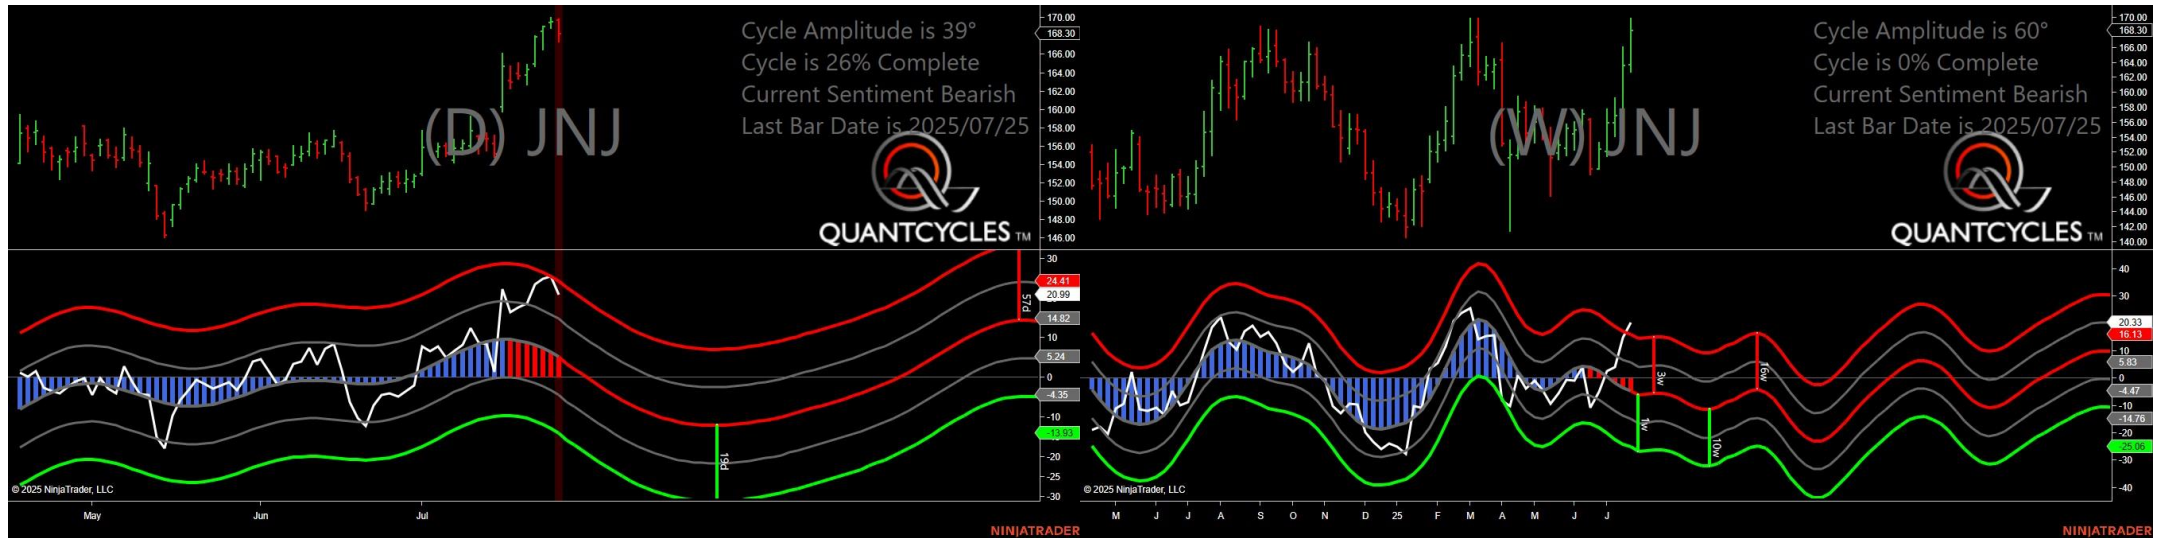 Cycle Amplitude is 39°
Cycle is 26% Complete
Current Sentiment Bearish
Last Bar Date is 2025/07/25
(D) JNJ
QUANTCYCLES TM
170.00
168.30
166.00
164.00
162.00
160.00
158.00
156.00
154.00
152.00
150.00
148.00
146.00
30
24.41
20.99
14.82
5.24
0
-4.35
-10
-13.93
-20
-25
-30
57d
19d
© 2025 NinjaTrader, LLC
May
Jun
Jul
NINJATRADER
Cycle Amplitude is 60°
Cycle is 0% Complete
Current Sentiment Bearish
Last Bar Date is 2025/07/25
(W) JNJ
QUANTCYCLES TM
170.00
168.30
166.00
164.00
162.00
160.00
158.00
156.00
154.00
152.00
150.00
148.00
146.00
144.00
142.00
140.00
40
30
20.33
16.13
10
5.83
0
-4.47
-10
-14.76
-20
-25.06
-30
-40
3w
16w
1w
10w
© 2025 NinjaTrader, LLC
M J J A S O N D 25 F M A M J J
NINJATRADER